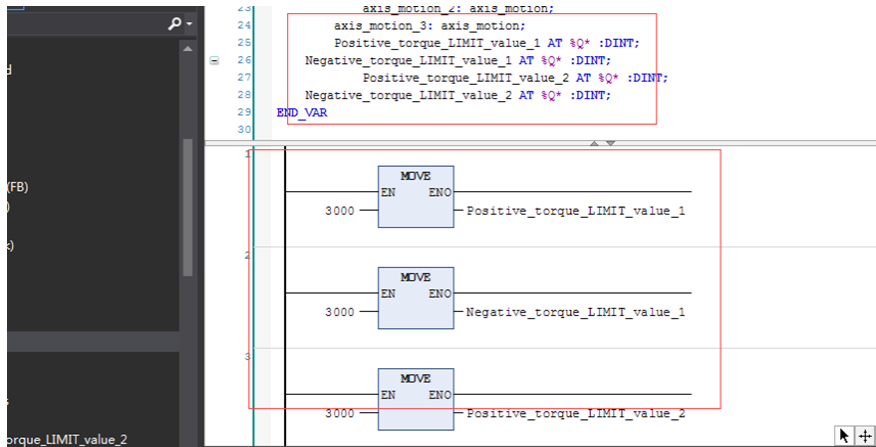 23 axis_motion_2: axis_motion;
24 axis_motion_3: axis_motion;
25 Positive_torque_LIMIT_value_1 AT %Q* :DINT;
26 Negative_torque_LIMIT_value_1 AT %Q* :DINT;
27 Positive_torque_LIMIT_value_2 AT %Q* :DINT;
28 Negative_torque_LIMIT_value_2 AT %Q* :DINT;
29 END_VAR
30
1
MOVE
(FB)
EN ENO
3000 Positive_torque_LIMIT_value_1
2
MOVE
EN ENO
3000 Negative_torque_LIMIT_value_1
3
MOVE
EN ENO
3000 Positive_torque_LIMIT_value_2
orque_LIMIT_value_2